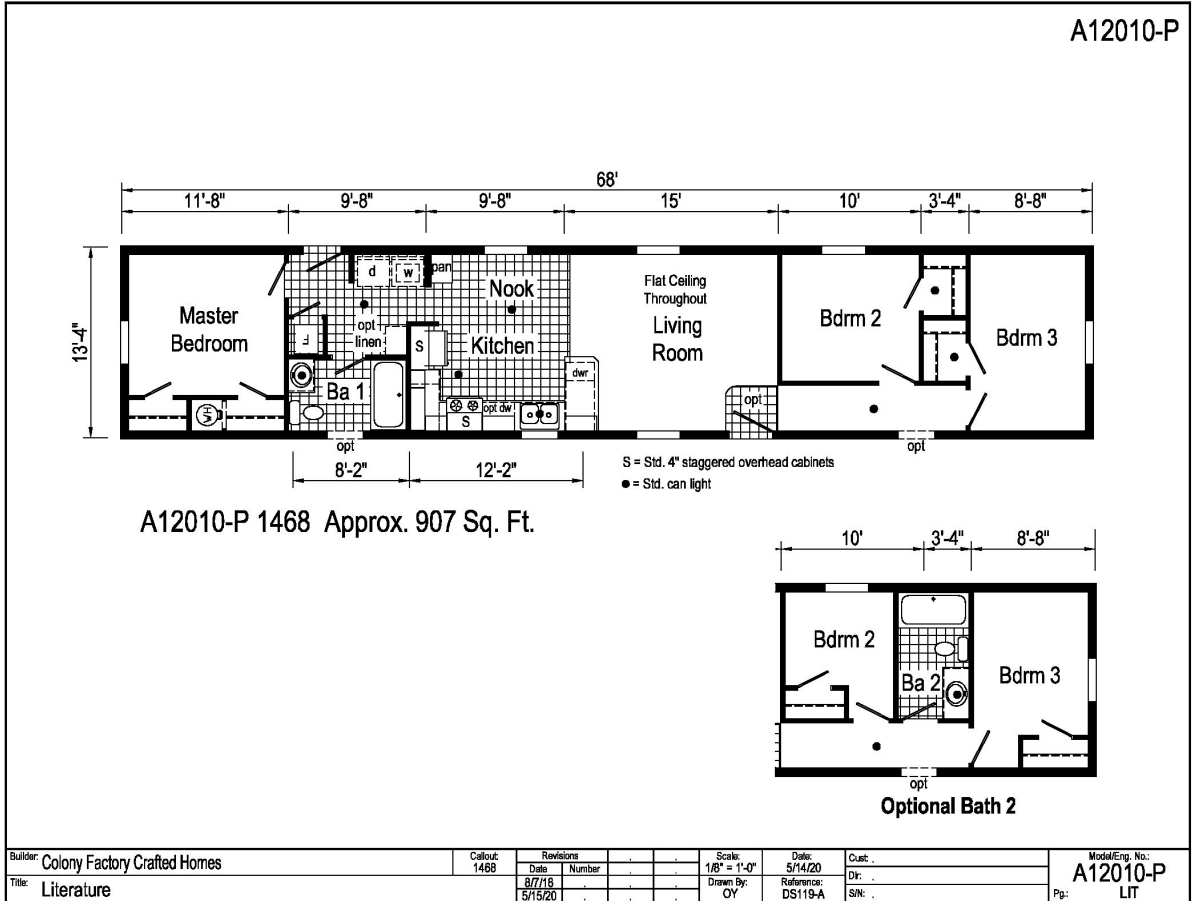 A12010-P
68'
11'-8" 9'-8" 9'-8" 15' 10' 3'-4" 8'-8"
13'-4"
d w pan
Nook
Flat Ceiling
Throughout
Living
Room
Master
Bedroom
Bdrm 2
Bdrm 3
opt
linen
F
S
Kitchen
Ba 1
dwr
opt
WH
S
opt dw
opt
opt
8'-2" 12'-2"
S = Std. 4" staggered overhead cabinets
● = Std. can light
A12010-P 1468 Approx. 907 Sq. Ft.
10' 3'-4" 8'-8"
Bdrm 2
Ba 2
Bdrm 3
opt
Optional Bath 2
Builder: Colony Factory Crafted Homes
Title: Literature
Callout:
1468
Revisions
Date Number
8/7/18
5/15/20
Scale:
1/8" = 1'-0"
Drawn By:
OY
Date:
5/14/20
Reference:
DS119-A
Cust: .
Dir: .
S/N: .
Model/Eng. No.:
A12010-P
Pg.: LIT